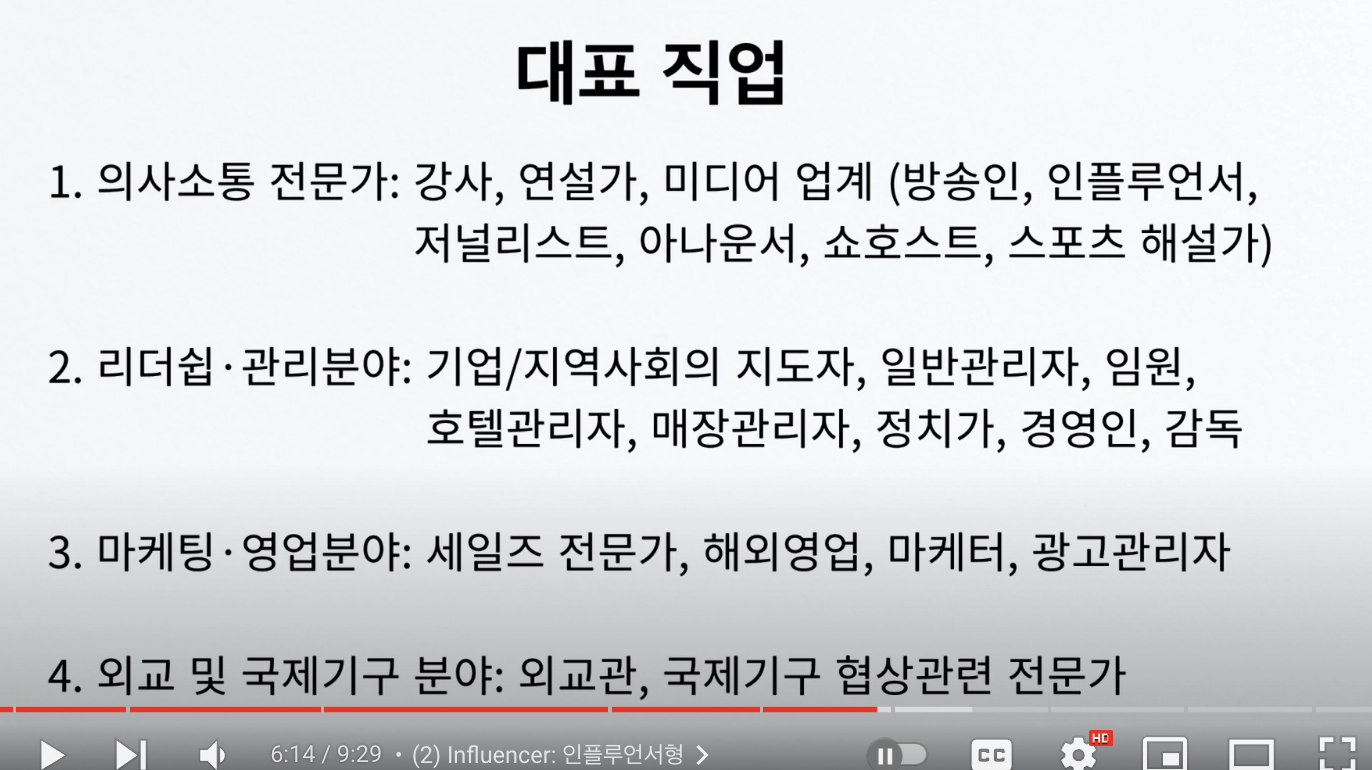 대표 직업
1. 의사소통 전문가: 강사, 연설가, 미디어 업계 (방송인, 인플루언서,
저널리스트, 아나운서, 쇼호스트, 스포츠 해설가)
2. 리더쉽·관리분야: 기업/지역사회의 지도자, 일반관리자, 임원,
호텔관리자, 매장관리자, 정치가, 경영인, 감독
3. 마케팅·영업분야: 세일즈 전문가, 해외영업, 마케터, 광고관리자
4. 외교 및 국제기구 분야: 외교관, 국제기구 협상관련 전문가
6:14 / 9:29 • (2) Influencer: 인플루언서형 CC HD